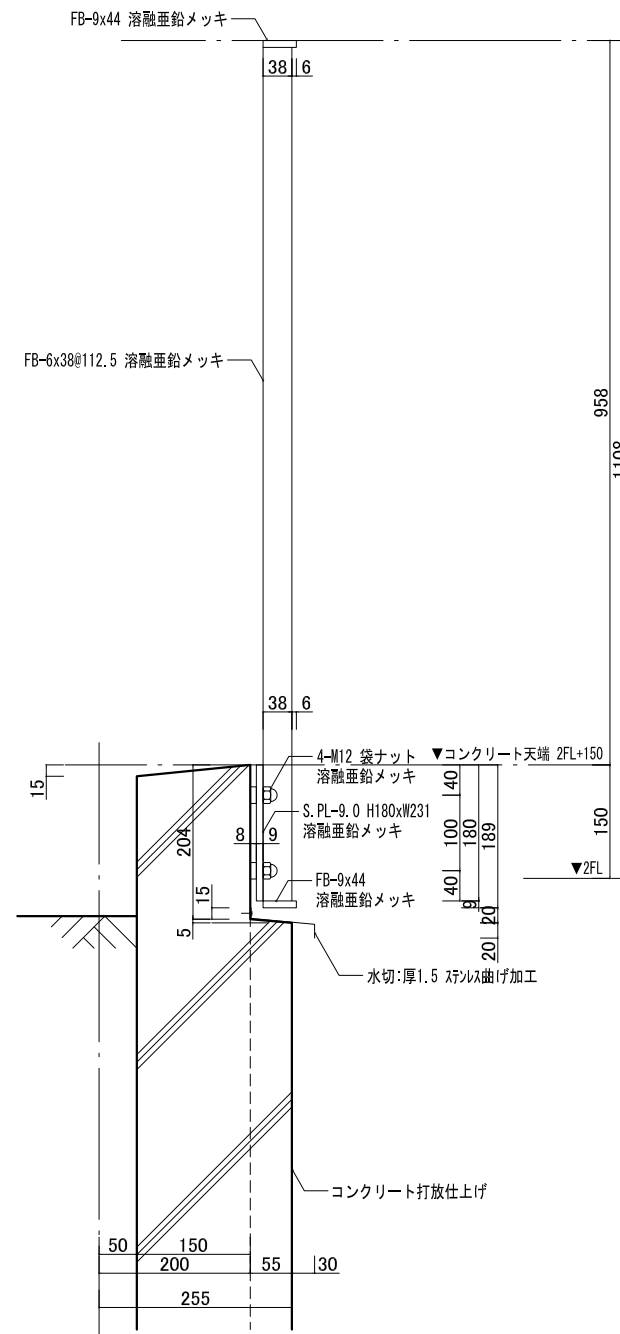 FB-9x44 溶融亜鉛メッキ
38 6
FB-6x38@112.5 溶融亜鉛メッキ
958
1108
38 6
4-M12 袋ナット
溶融亜鉛メッキ
▼コンクリート天端 2FL+150
15
40
204
S.PL-9.0 H180xW231
溶融亜鉛メッキ
8 9
100
180
189
150
▼2FL
FB-9x44
溶融亜鉛メッキ
40
15
9
20
5
20
水切:厚1.5 ステンレス曲げ加工
コンクリート打放仕上げ
50 150
200 55 30
255